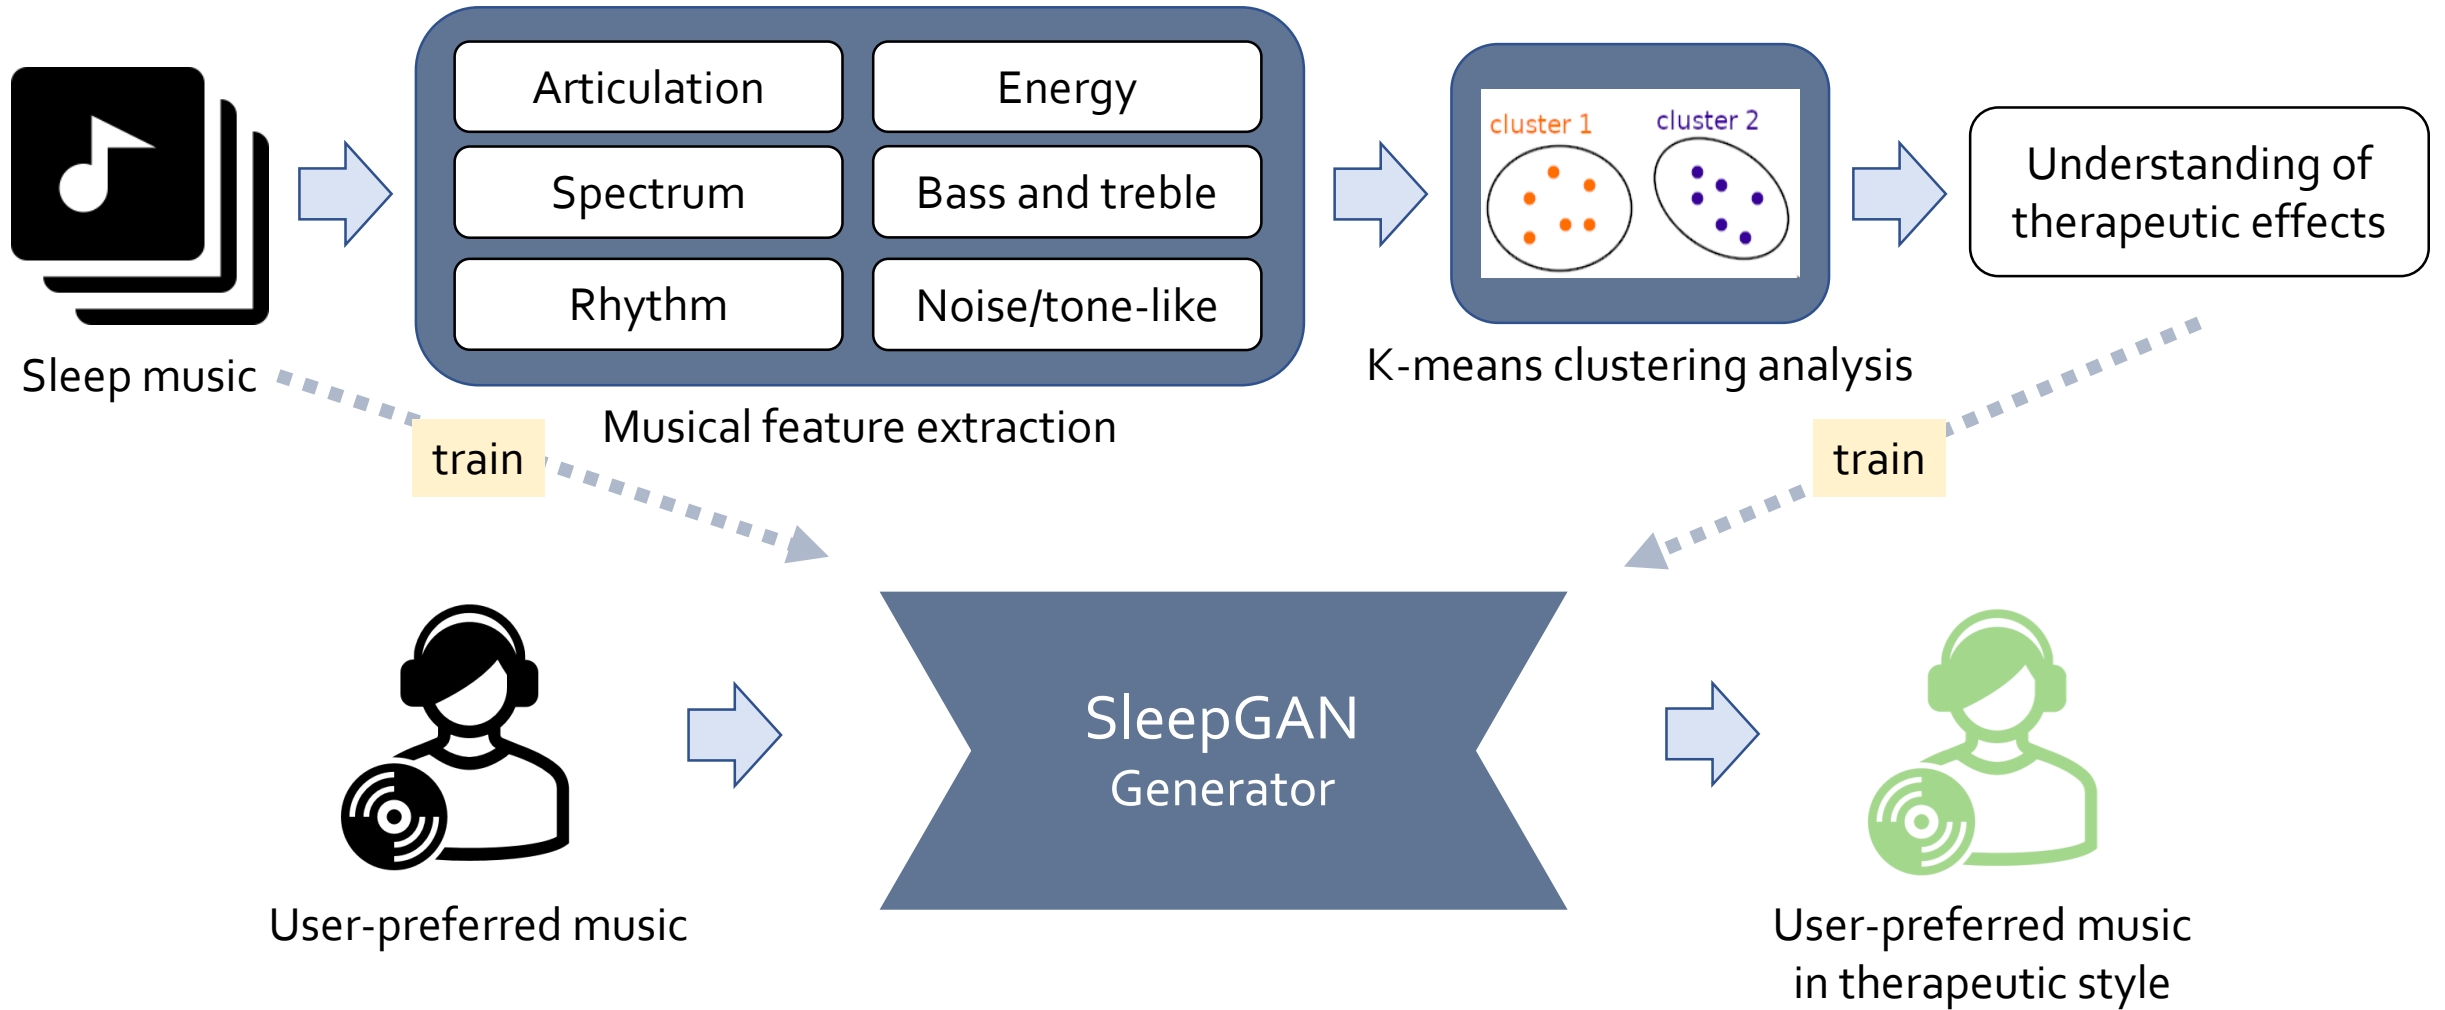 Sleep music
Articulation
Energy
Spectrum
Bass and treble
Rhythm
Noise/tone-like
Musical feature extraction
cluster 1
cluster 2
K-means clustering analysis
Understanding of
therapeutic effects
train
train
User-preferred music
SleepGAN
Generator
User-preferred music
in therapeutic style